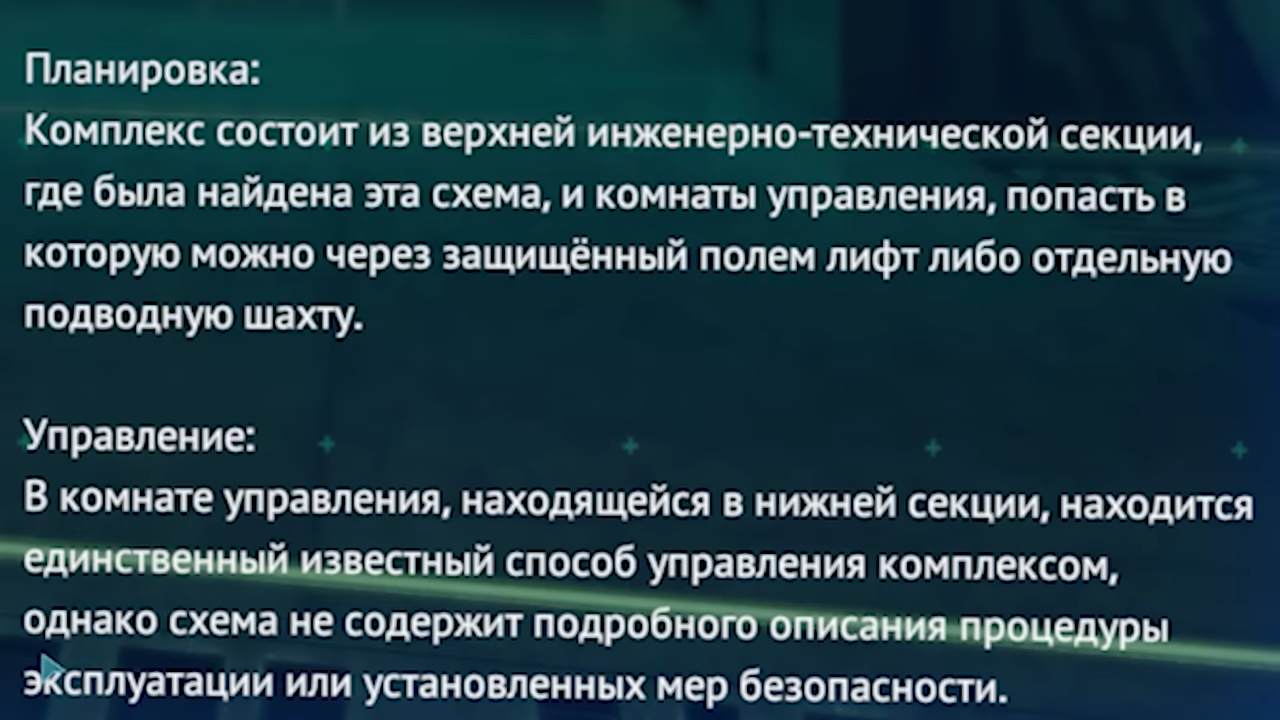 Планировка:
Комплекс состоит из верхней инженерно-технической секции,
где была найдена эта схема, и комнаты управления, попасть в
которую можно через защищённый полем лифт либо отдельную
подводную шахту.
Управление:
В комнате управления, находящейся в нижней секции, находится
единственный известный способ управления комплексом,
однако схема не содержит подробного описания процедуры
эксплуатации или установленных мер безопасности.